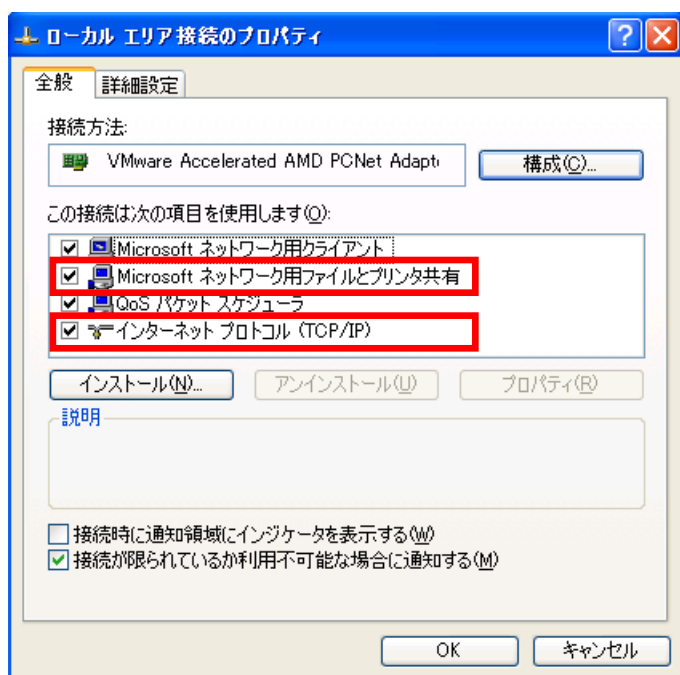 ローカル エリア接続のプロパティ
全般
詳細設定
接続方法:
VMware Accelerated AMD PCNet Adapt
構成(C)...
この接続は次の項目を使用します(O):
Microsoft ネットワーク用クライアント
Microsoft ネットワーク用ファイルとプリンタ共有
QoS パケット スケジューラ
インターネット プロトコル (TCP/IP)
インストール(N)...
アンインストール(U)
プロパティ(R)
説明
接続時に通知領域にインジケータを表示する(W)
接続が限られているか利用不可能な場合に通知する(M)
OK
キャンセル